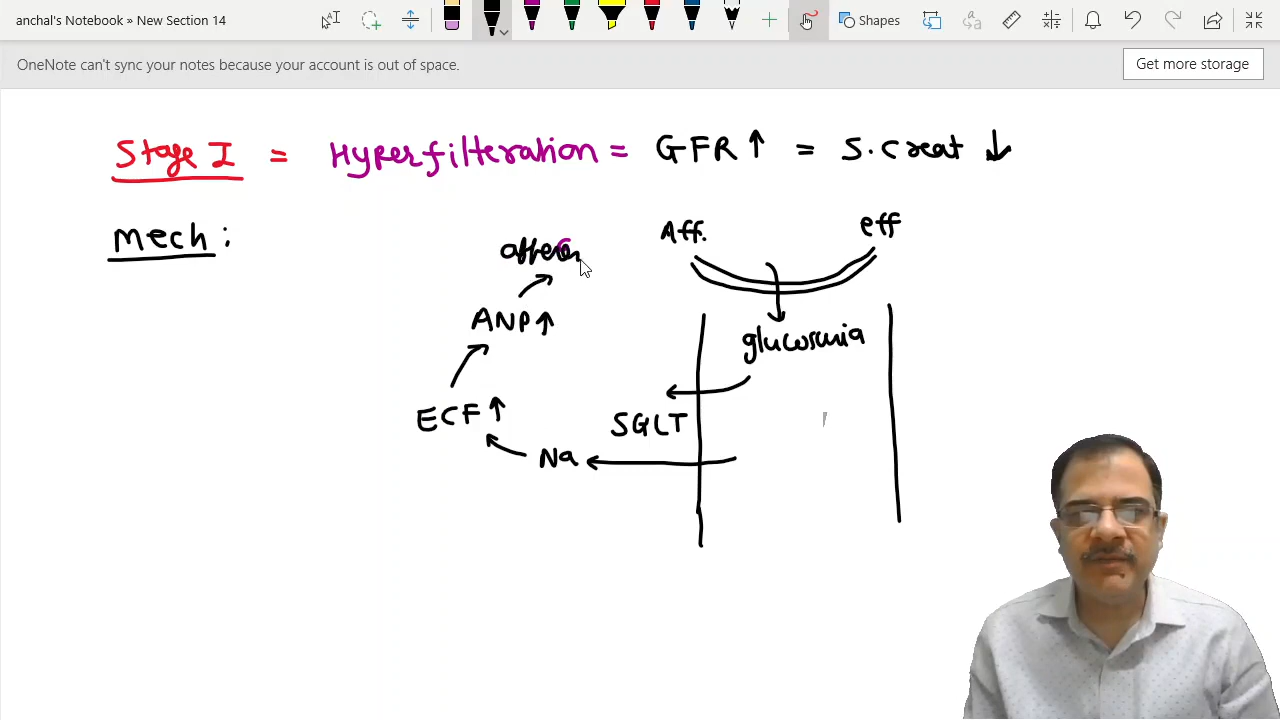 anchal's Notebook » New Section 14
Shapes
OneNote can't sync your notes because your account is out of space.
Get more storage
Stage I = Hyperfilteration = GFR ↑ = S. Creat ↓
Mech :
Aff.
eff
afferen
ANP ↑
glucosuria
ECF ↑
SGLT
Na